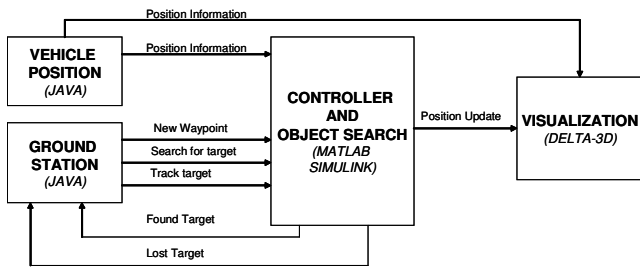 Position Information
VEHICLE
POSITION
(JAVA)
Position Information
CONTROLLER
AND
OBJECT SEARCH
(MATLAB
SIMULINK)
GROUND
STATION
(JAVA)
New Waypoint
Search for target
Track target
Found Target
Lost Target
Position Update
VISUALIZATION
(DELTA-3D)